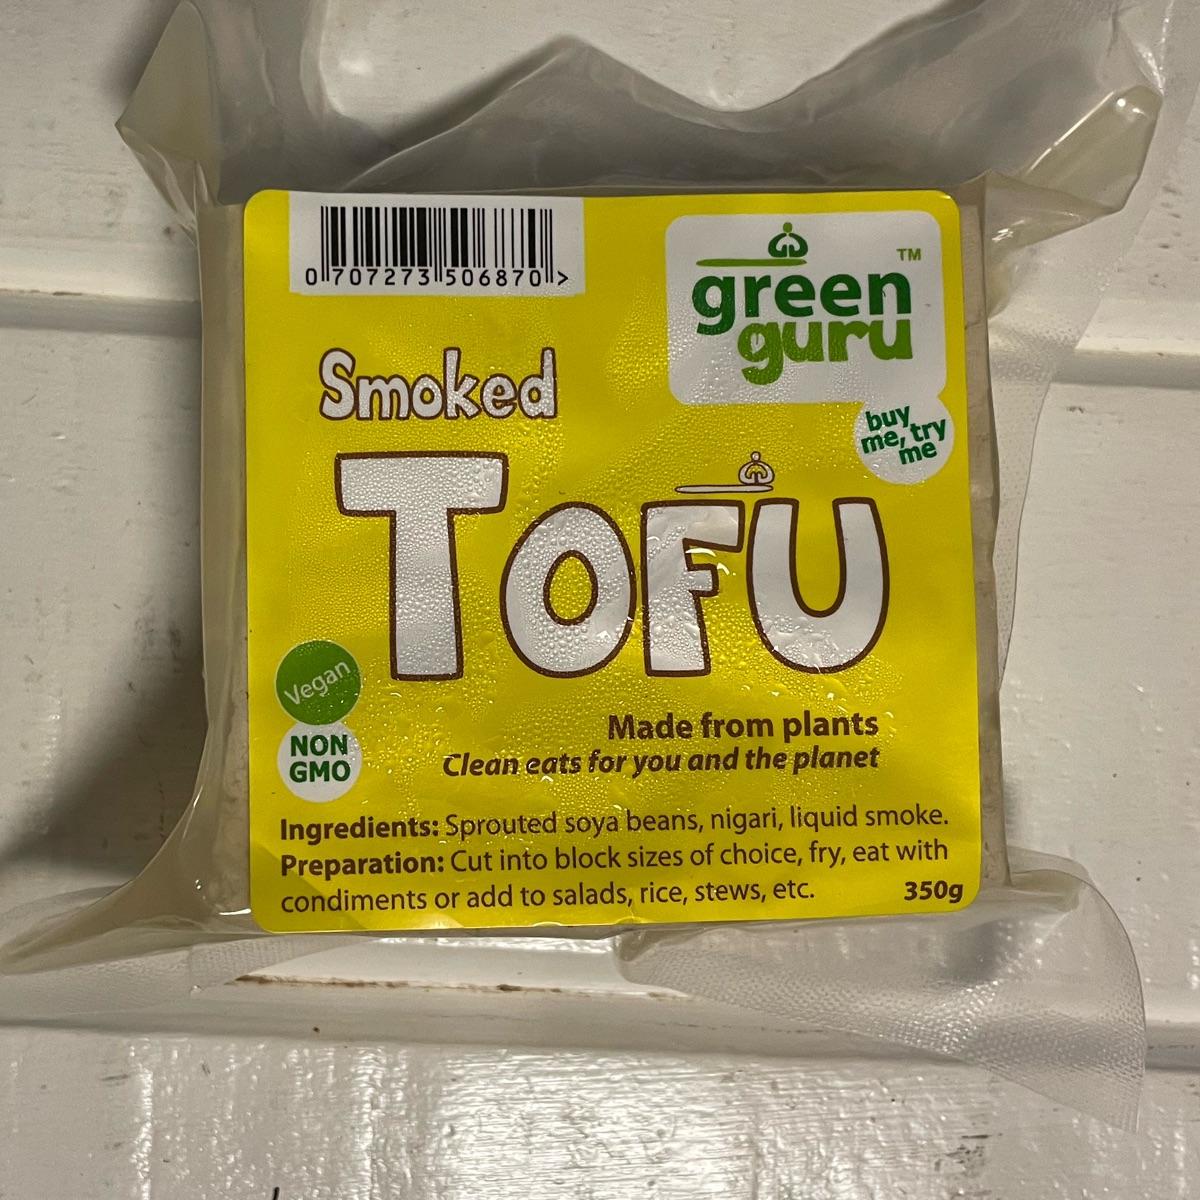 0 707273 506870 >
green
guru
TM
buy
me, try
me
Smoked
TOFU
Vegan
NON
GMO
Made from plants
Clean eats for you and the planet
Ingredients: Sprouted soya beans, nigari, liquid smoke.
Preparation: Cut into block sizes of choice, fry, eat with
condiments or add to salads, rice, stews, etc.
350g